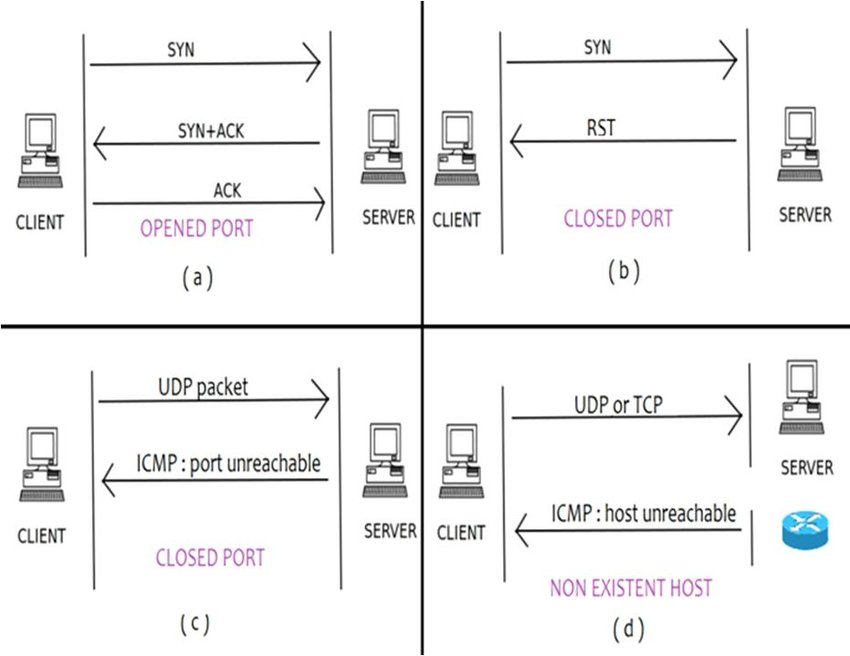 SYN
SYN+ACK
ACK
CLIENT
SERVER
OPENED PORT
( a )
SYN
RST
CLIENT
SERVER
CLOSED PORT
( b )
UDP packet
ICMP : port unreachable
CLIENT
SERVER
CLOSED PORT
( c )
UDP or TCP
SERVER
ICMP : host unreachable
CLIENT
NON EXISTENT HOST
( d )